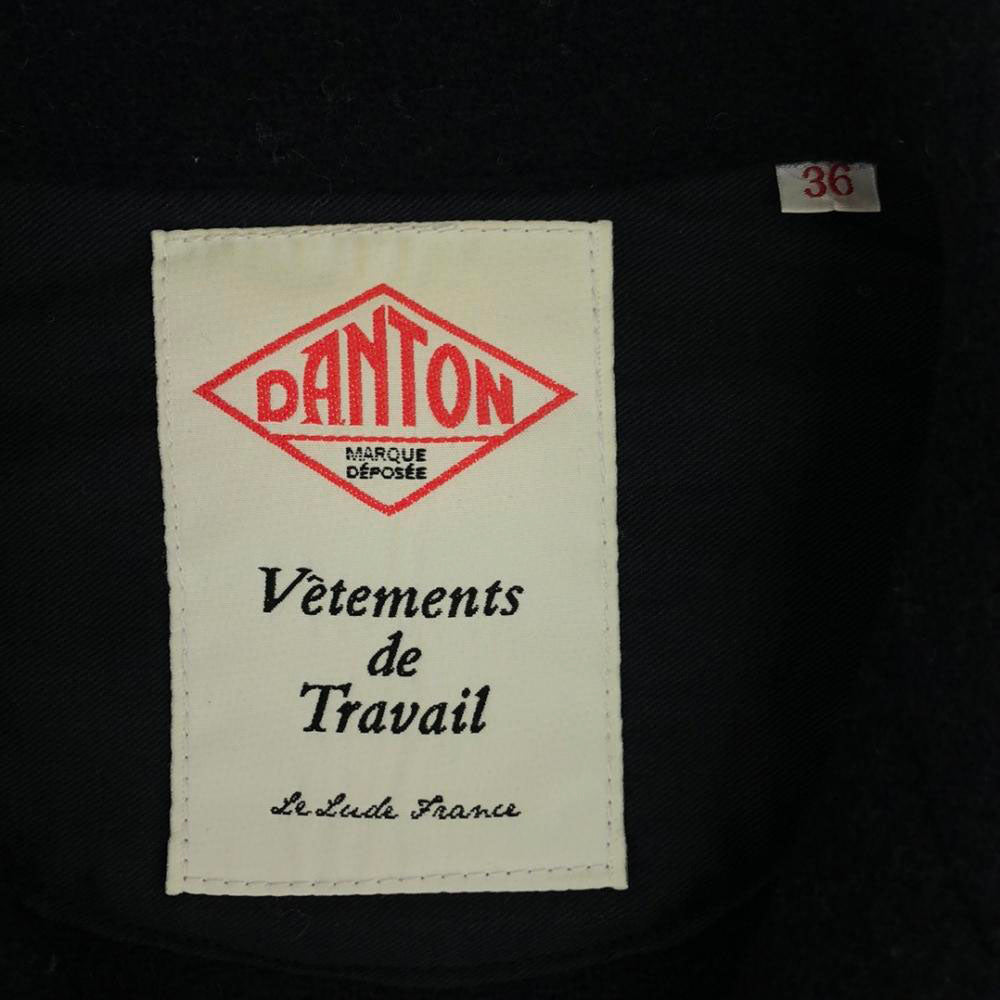 36
DANTON
MARQUE
DÉPOSÉE
Vêtements
de
Travail
Le Lude France